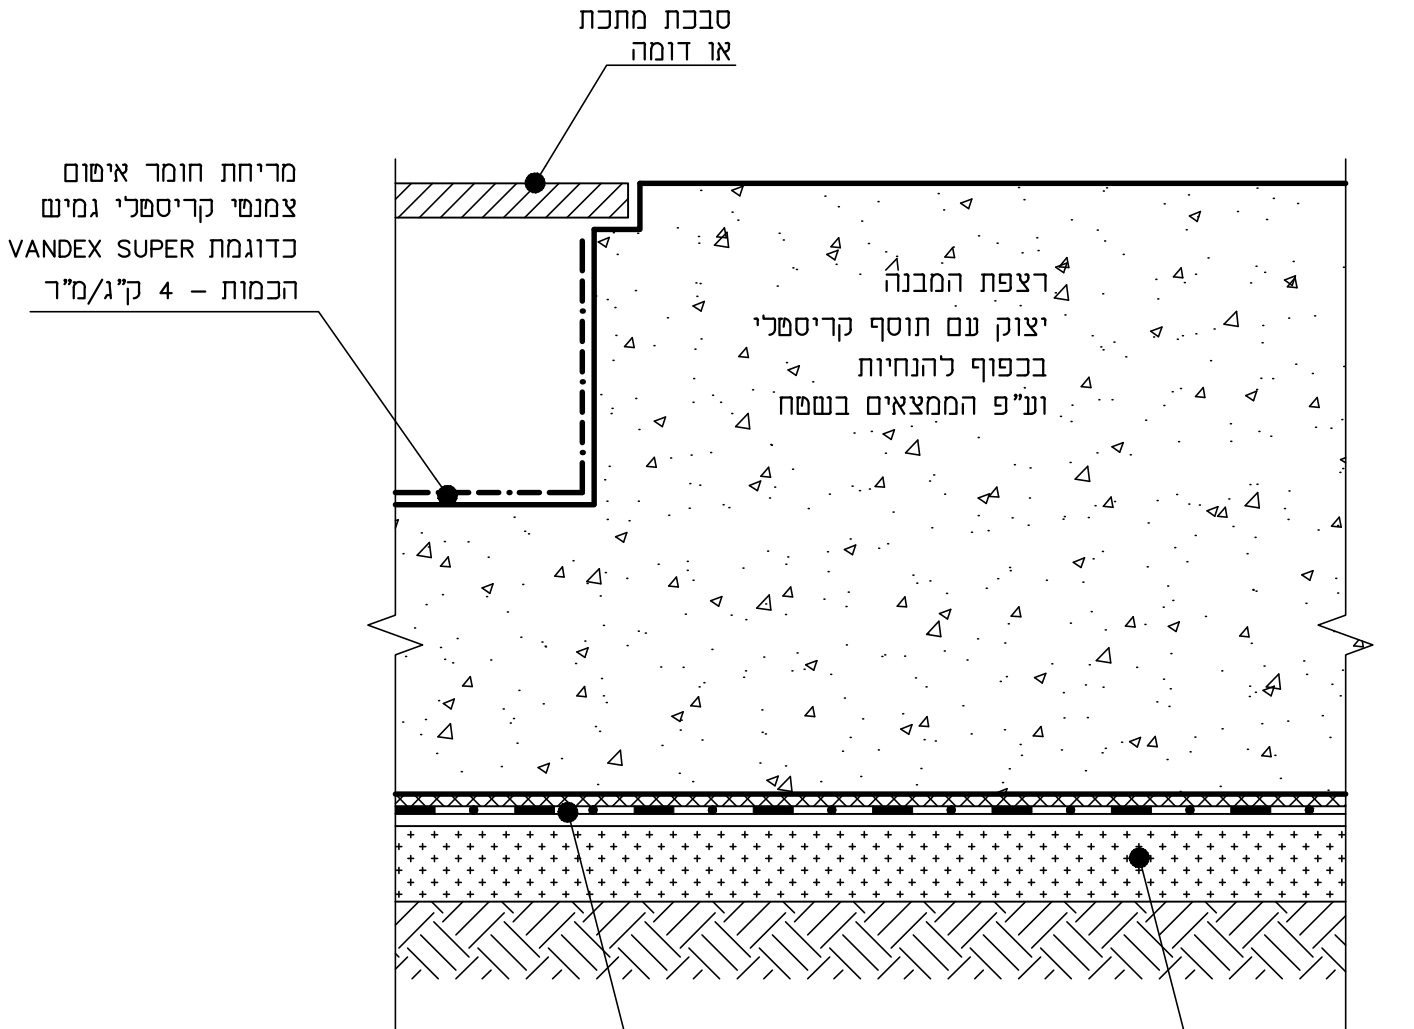 סבכת מתכת
או דומה
מריחת חומר איטום
צמנטי קריסטלי גמיש
כדוגמת VANDEX SUPER
הכמות – 4 ק"ג/מ"ר
רצפת המבנה
יצוק עם תוסף קריסטלי
בכפוף להנחיות
וע"פ הממצאים בשטח